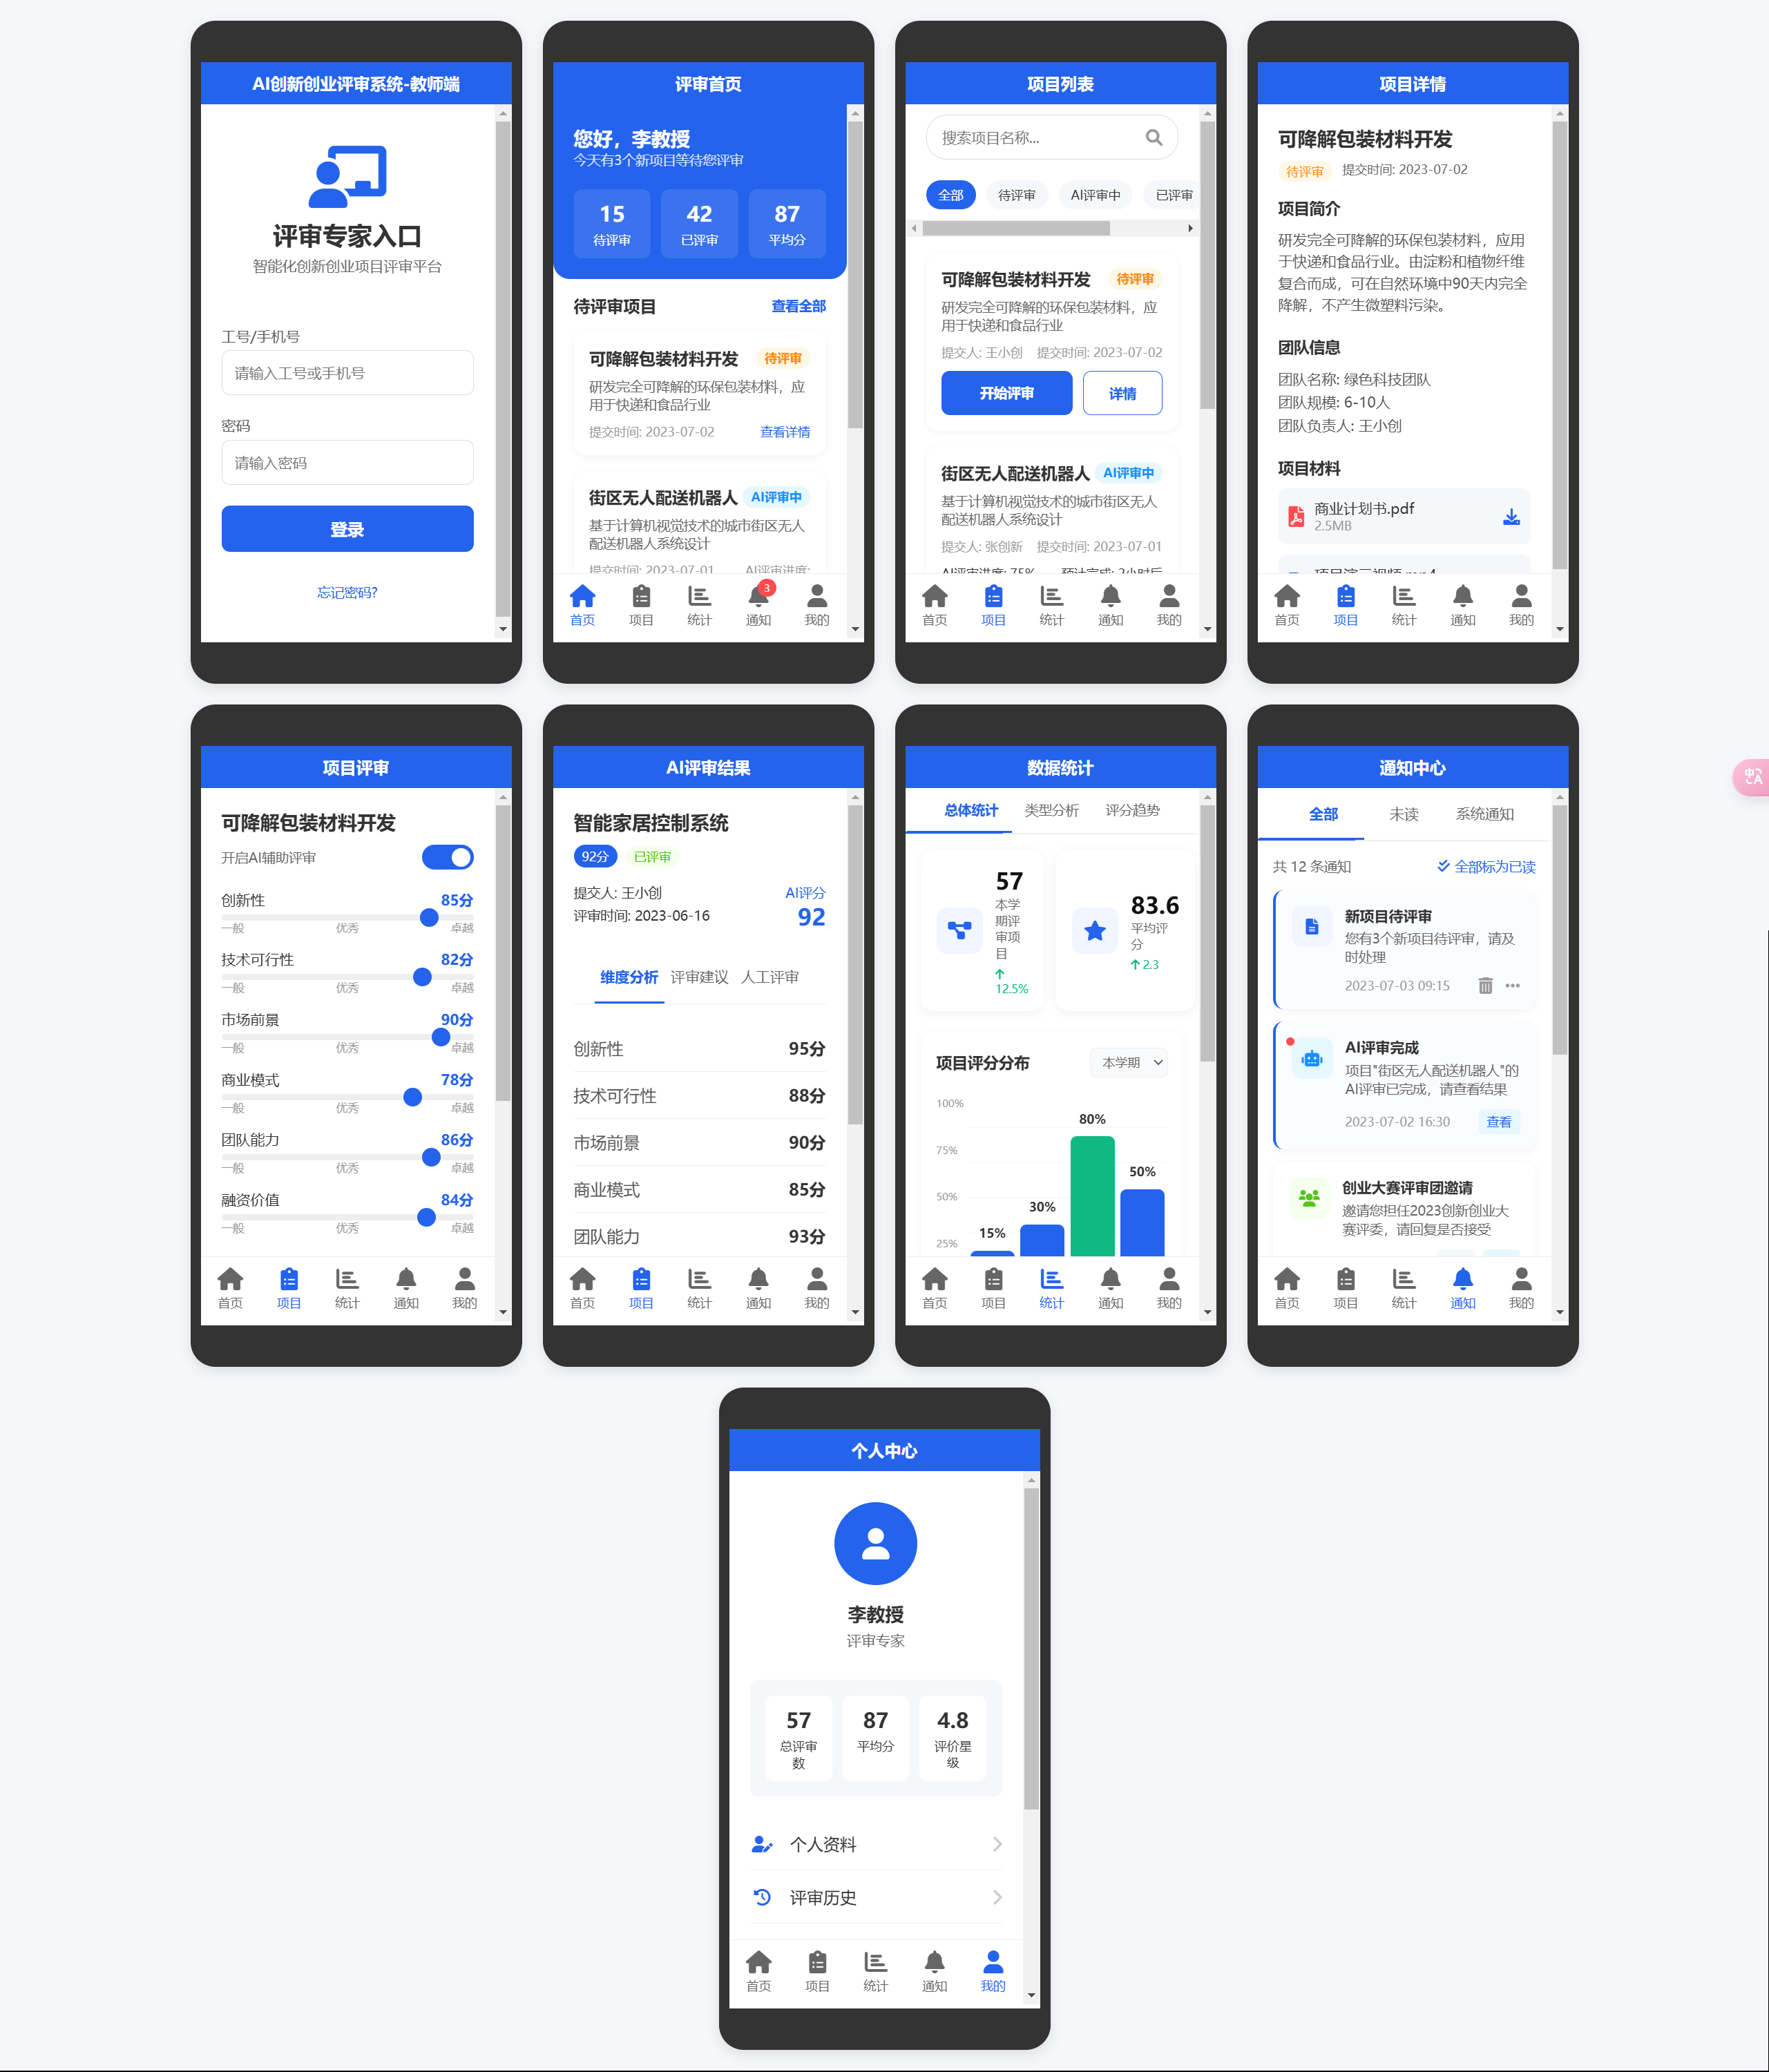 AI创新创业评审系统-教师端
评审专家入口
智能化创新创业项目评审平台
工号/手机号
请输入工号或手机号
密码
请输入密码
登录
忘记密码?
评审首页
您好，李教授
今天有3个新项目等待您评审
15 42 87
待评审 已评审 平均分
待评审项目 查看全部
可降解包装材料开发 待评审
研发完全可降解的环保包装材料，应
用于快递和食品行业
提交时间: 2023-07-02 查看详情
街区无人配送机器人 AI评审中
基于计算机视觉技术的城市街区无人
配送机器人系统设计
提交时间: 2023-07-01 AI评审进度:
3
首页 项目 统计 通知 我的
项目列表
搜索项目名称...
全部 待评审 AI评审中 已评审
可降解包装材料开发 待评审
研发完全可降解的环保包装材料，应
用于快递和食品行业
提交人: 王小创 提交时间: 2023-07-02
开始评审 详情
街区无人配送机器人 AI评审中
基于计算机视觉技术的城市街区无人
配送机器人系统设计
提交人: 张创新 提交时间: 2023-07-01
AI评审进度: 75% 预计完成: 2小时后
首页 项目 统计 通知 我的
项目详情
可降解包装材料开发
待评审 提交时间: 2023-07-02
项目简介
研发完全可降解的环保包装材料，应用
于快递和食品行业。由淀粉和植物纤维
复合而成，可在自然环境中90天内完全
降解，不产生微塑料污染。
团队信息
团队名称: 绿色科技团队
团队规模: 6-10人
团队负责人: 王小创
项目材料
商业计划书.pdf
2.5MB
项目演示视频.mp4
首页 项目 统计 通知 我的
项目评审
可降解包装材料开发
开启AI辅助评审
创新性 85分
一般 优秀 卓越
技术可行性 82分
一般 优秀 卓越
市场前景 90分
一般 优秀 卓越
商业模式 78分
一般 优秀 卓越
团队能力 86分
一般 优秀 卓越
融资价值 84分
一般 优秀 卓越
首页 项目 统计 通知 我的
AI评审结果
智能家居控制系统
92分 已评审
提交人: 王小创 AI评分
评审时间: 2023-06-16 92
维度分析 评审建议 人工评审
创新性 95分
技术可行性 88分
市场前景 90分
商业模式 85分
团队能力 93分
首页 项目 统计 通知 我的
数据统计
总体统计 类型分析 评分趋势
57
本学
期评
审项
目
12.5%
83.6
平均评
分
2.3
项目评分分布 本学期
100%
75%
50%
25%
15%
30%
80%
50%
首页 项目 统计 通知 我的
通知中心
全部 未读 系统通知
共 12 条通知 全部标为已读
新项目待评审
您有3个新项目待评审，请及
时处理
2023-07-03 09:15
AI评审完成
项目"街区无人配送机器人"的
AI评审已完成，请查看结果
2023-07-02 16:30 查看
创业大赛评审团邀请
邀请您担任2023创新创业大
赛评委，请回复是否接受
首页 项目 统计 通知 我的
个人中心
李教授
评审专家
57 87 4.8
总评审
数
平均分
评价星
级
个人资料
评审历史
首页 项目 统计 通知 我的
中A